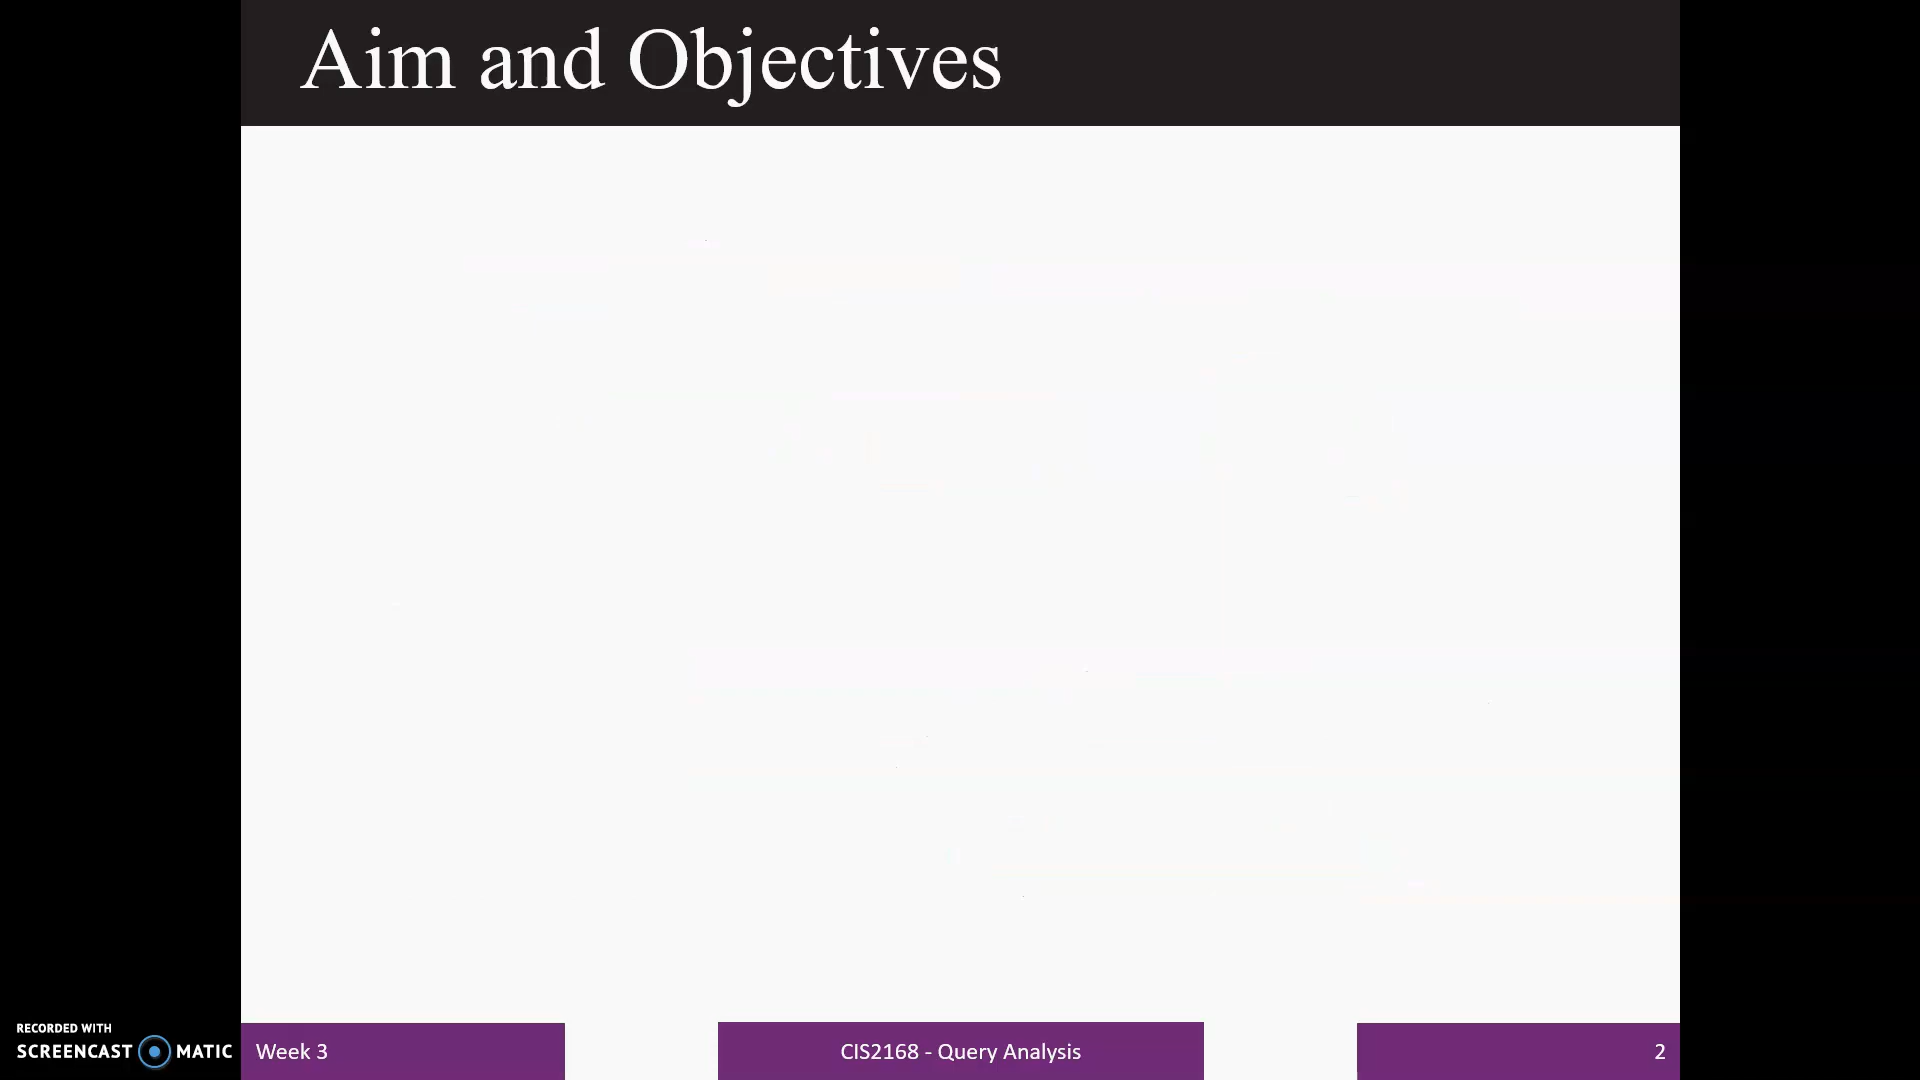 Aim and Objectives
RECORDED WITH
SCREENCAST MATIC
Week 3
CIS2168 - Query Analysis
2